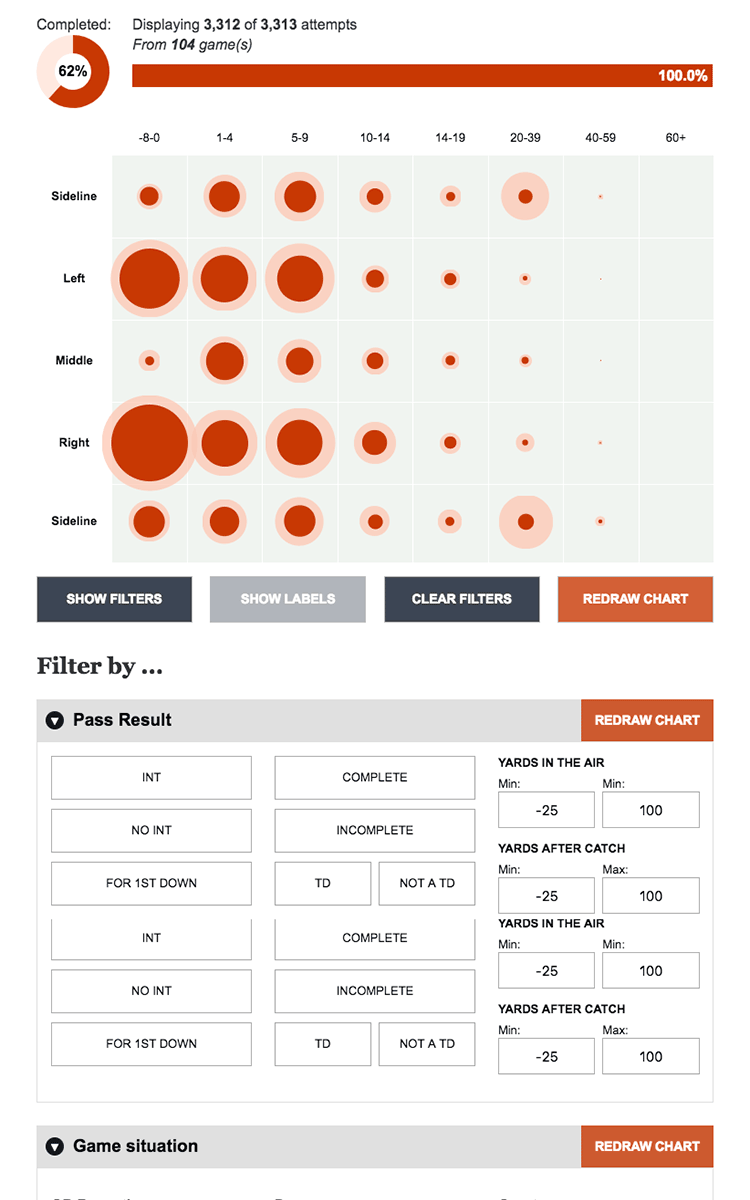 Completed:
Displaying 3,312 of 3,313 attempts
From 104 game(s)
62%
100.0%
-8-0 1-4 5-9 10-14 14-19 20-39 40-59 60+
Sideline
Left
Middle
Right
Sideline
SHOW FILTERS SHOW LABELS CLEAR FILTERS REDRAW CHART
Filter by ...
Pass Result REDRAW CHART
YARDS IN THE AIR
INT COMPLETE
Min: Min:
-25 100
NO INT INCOMPLETE
YARDS AFTER CATCH
Min: Max:
FOR 1ST DOWN TD NOT A TD
-25 100
YARDS IN THE AIR
INT COMPLETE
Min: Min:
-25 100
NO INT INCOMPLETE
YARDS AFTER CATCH
Min: Max:
FOR 1ST DOWN TD NOT A TD
-25 100
Game situation REDRAW CHART